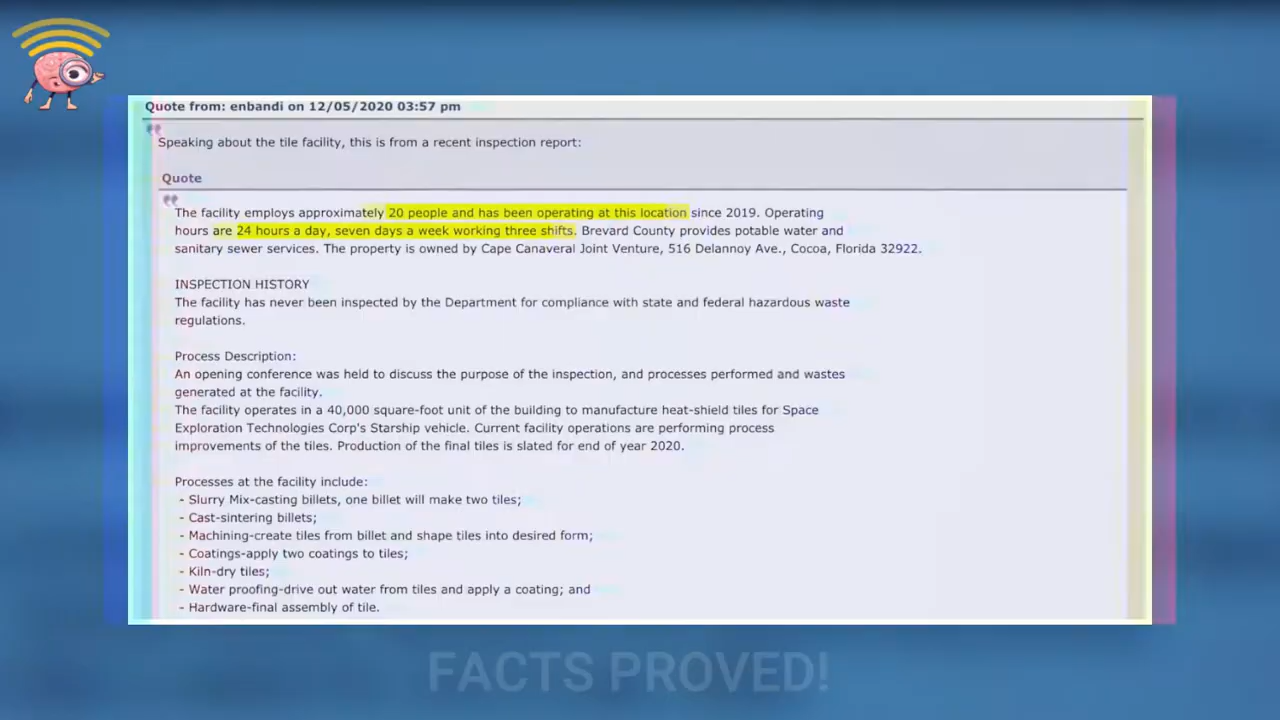 Quote from: enbandi on 12/05/2020 03:57 pm
Speaking about the tile facility, this is from a recent inspection report:
Quote
The facility employs approximately 20 people and has been operating at this location since 2019. Operating
hours are 24 hours a day, seven days a week working three shifts. Brevard County provides potable water and
sanitary sewer services. The property is owned by Cape Canaveral Joint Venture, 516 Delannoy Ave., Cocoa, Florida 32922.
INSPECTION HISTORY
The facility has never been inspected by the Department for compliance with state and federal hazardous waste
regulations.
Process Description:
An opening conference was held to discuss the purpose of the inspection, and processes performed and wastes
generated at the facility.
The facility operates in a 40,000 square-foot unit of the building to manufacture heat-shield tiles for Space
Exploration Technologies Corp's Starship vehicle. Current facility operations are performing process
improvements of the tiles. Production of the final tiles is slated for end of year 2020.
Processes at the facility include:
- Slurry Mix-casting billets, one billet will make two tiles;
- Cast-sintering billets;
- Machining-create tiles from billet and shape tiles into desired form;
- Coatings-apply two coatings to tiles;
- Kiln-dry tiles;
- Water proofing-drive out water from tiles and apply a coating; and
- Hardware-final assembly of tile.
FACTS PROVED!